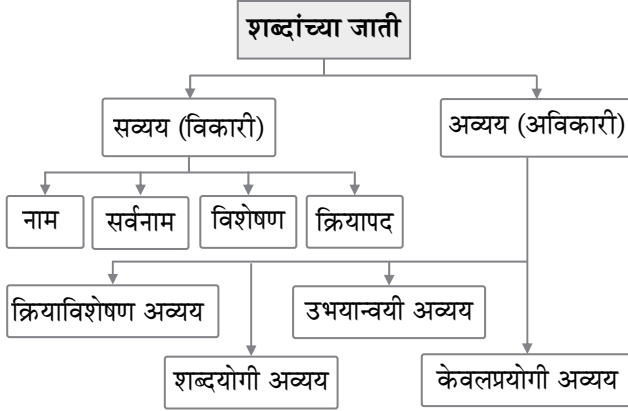 शब्दांच्या जाती
सव्यय (विकारी)
अव्यय (अविकारी)
नाम
सर्वनाम
विशेषण
क्रियापद
क्रियाविशेषण अव्यय
उभयान्वयी अव्यय
शब्दयोगी अव्यय
केवलप्रयोगी अव्यय